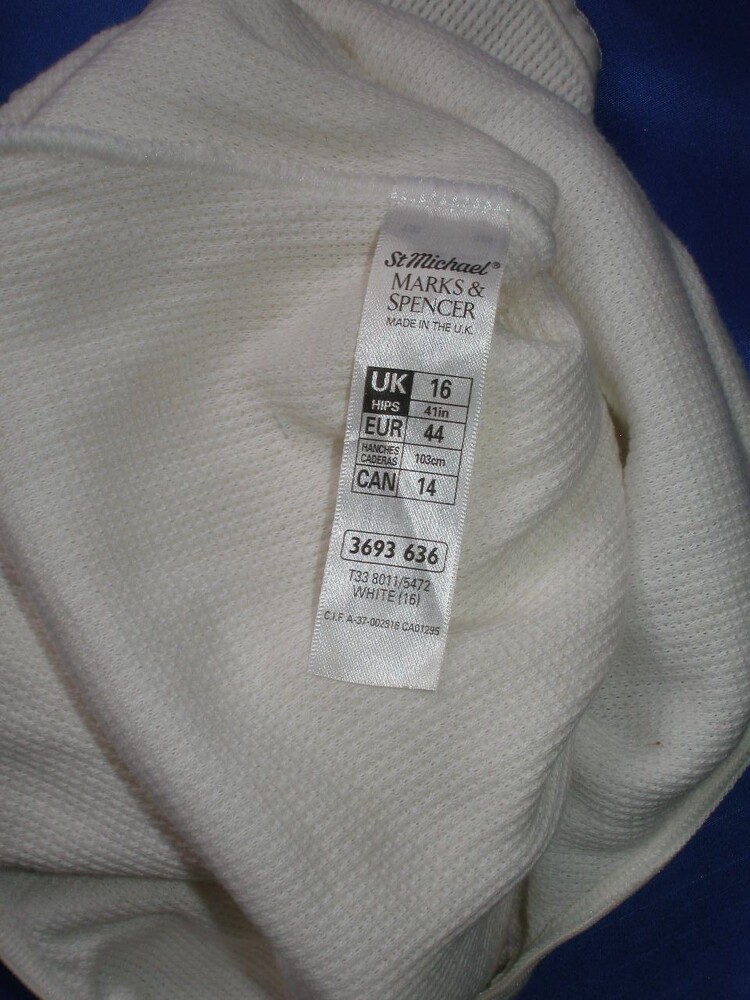 St Michael®
MARKS &
SPENCER
MADE IN THE U.K.
UK 16
HIPS 41in
EUR 44
HANCHES
CADERAS 103cm
CAN 14
3693 636
T33 8011/5472
WHITE (16)
C.I.F A-37-002516 CA01295